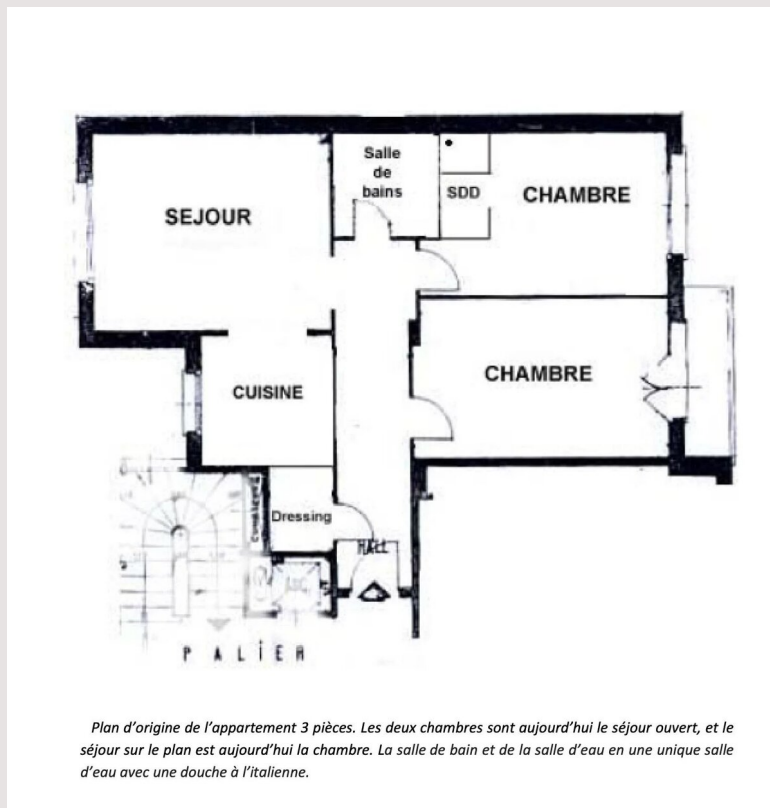 Salle
de
bains
SDD
CHAMBRE
SEJOUR
CHAMBRE
CUISINE
Dressing
HALL
PALIER
Plan d’origine de l’appartement 3 pièces. Les deux chambres sont aujourd’hui le séjour ouvert, et le
séjour sur le plan est aujourd’hui la chambre. La salle de bain et de la salle d’eau en une unique salle
d’eau avec une douche à l’italienne.